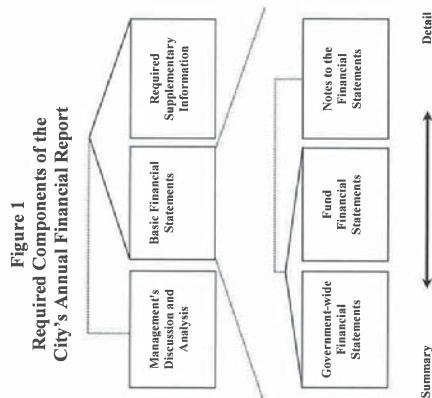 Figure 1
Required Components of the
City's Annual Financial Report
Management's
Discussion and
Analysis
Basic Financial
Statements
Required
Supplementary
Information
Government-wide
Financial
Statements
Fund
Financial
Statements
Notes to the
Financial
Statements
Summary
Detail